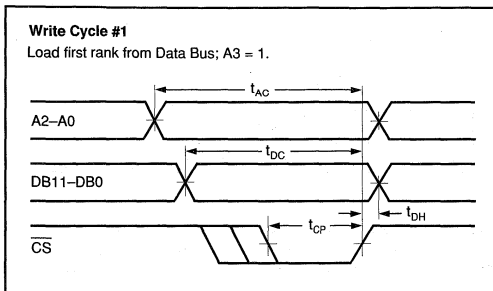 Write Cycle #1
Load first rank from Data Bus; A3 = 1.
tAC
A2–A0
tDC
DB11–DB0
tDH
tCP
CS